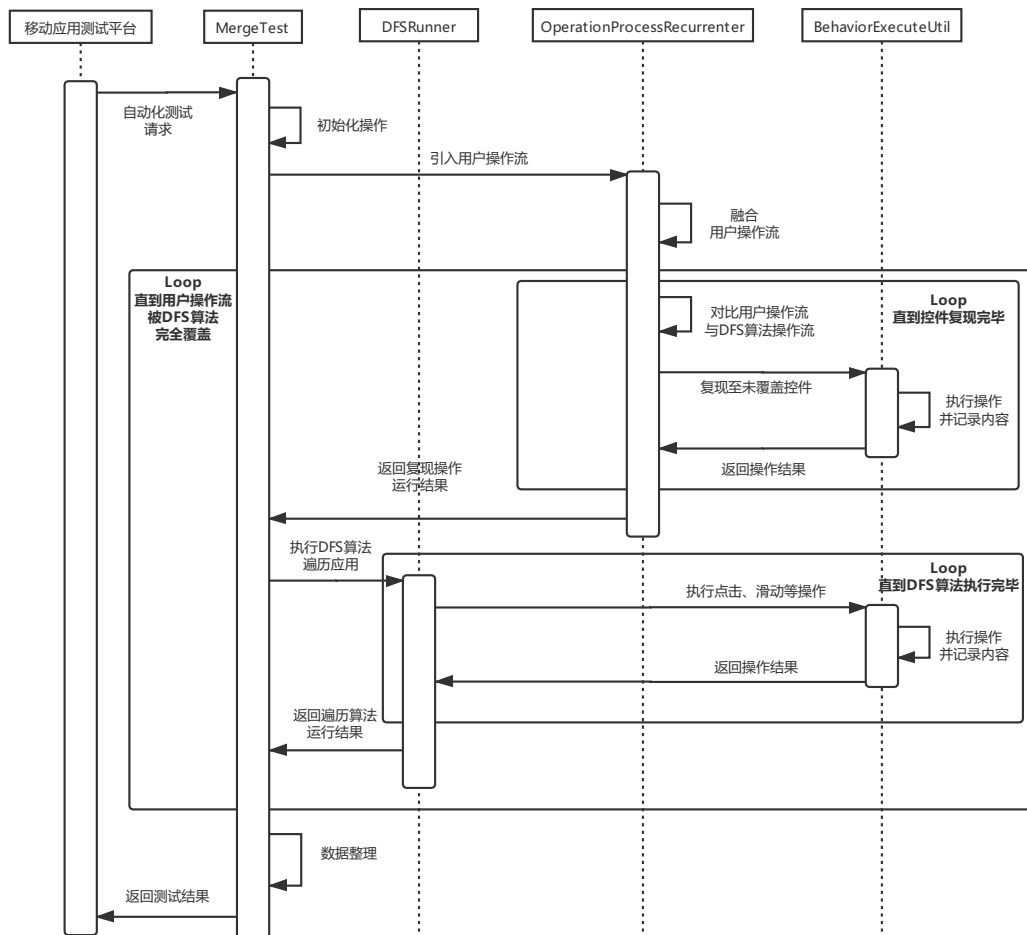 移动应用测试平台
MergeTest
DFSRunner
OperationProcessRecurrenter
BehaviorExecuteUtil
自动化测试
请求
初始化操作
引入用户操作流
融合
用户操作流
Loop
直到用户操作流
被DFS算法
完全覆盖
Loop
直到控件复现完毕
对比用户操作流
与DFS算法操作流
复现至未覆盖控件
执行操作
并记录内容
返回操作结果
返回复现操作
运行结果
执行DFS算法
遍历应用
Loop
直到DFS算法执行完毕
执行点击、滑动等操作
执行操作
并记录内容
返回操作结果
返回遍历算法
运行结果
数据整理
返回测试结果